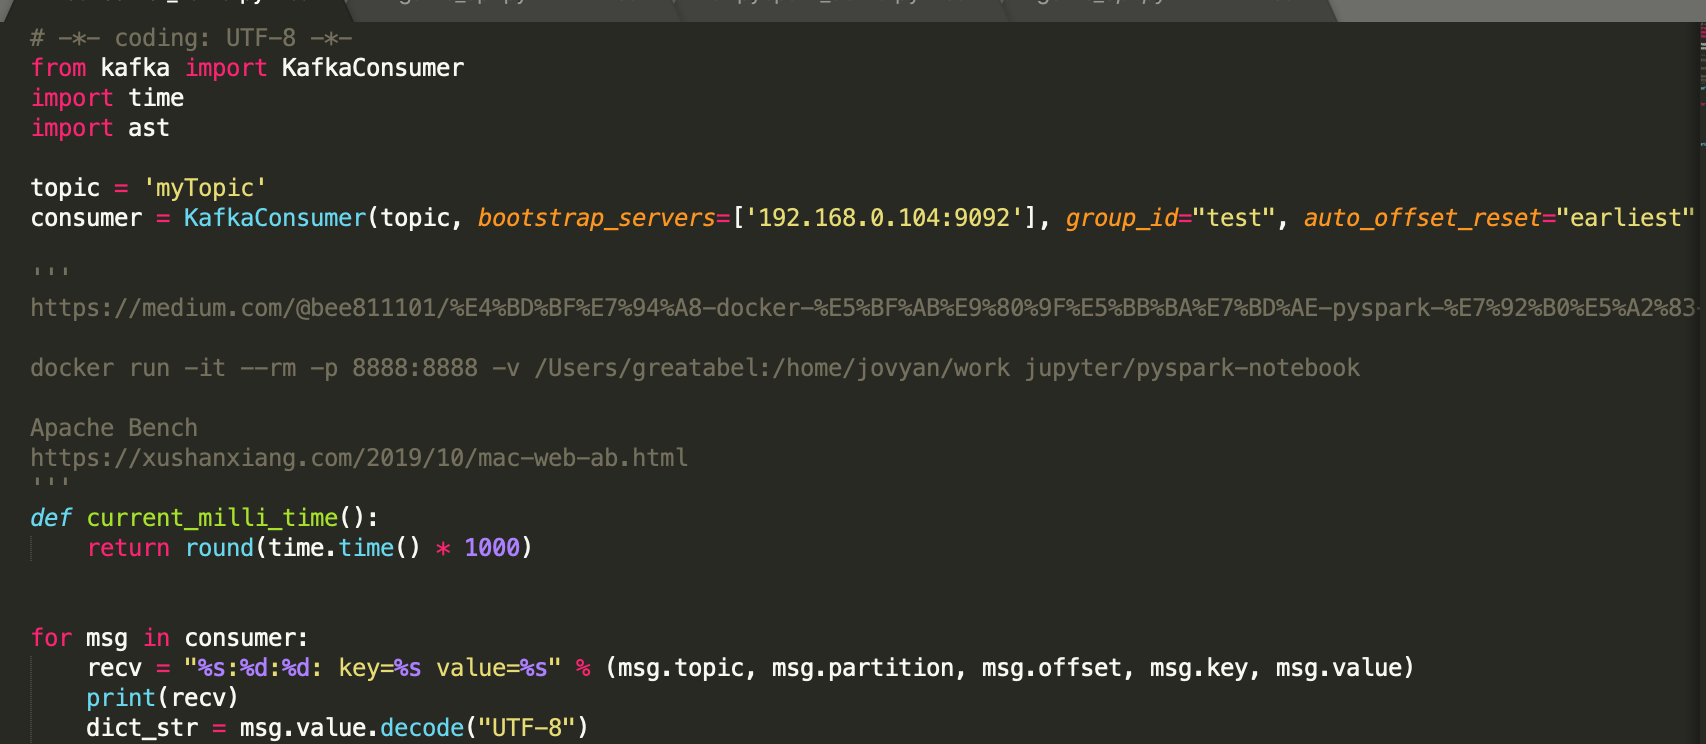 # -*- coding: UTF-8 -*-
from kafka import KafkaConsumer
import time
import ast
topic = 'myTopic'
consumer = KafkaConsumer(topic, bootstrap_servers=['192.168.0.104:9092'], group_id="test", auto_offset_reset="earliest"
'''
https://medium.com/@bee811101/%E4%BD%BF%E7%94%A8-docker-%E5%BF%AB%E9%80%9F%E5%BB%BA%E7%BD%AE-pyspark-%E7%92%B0%E5%A2%83-
docker run -it --rm -p 8888:8888 -v /Users/greatabel:/home/jovyan/work jupyter/pyspark-notebook
Apache Bench
https://xushanxiang.com/2019/10/mac-web-ab.html
'''
def current_milli_time():
    return round(time.time() * 1000)
for msg in consumer:
    recv = "%s:%d:%d: key=%s value=%s" % (msg.topic, msg.partition, msg.offset, msg.key, msg.value)
    print(recv)
    dict_str = msg.value.decode("UTF-8")